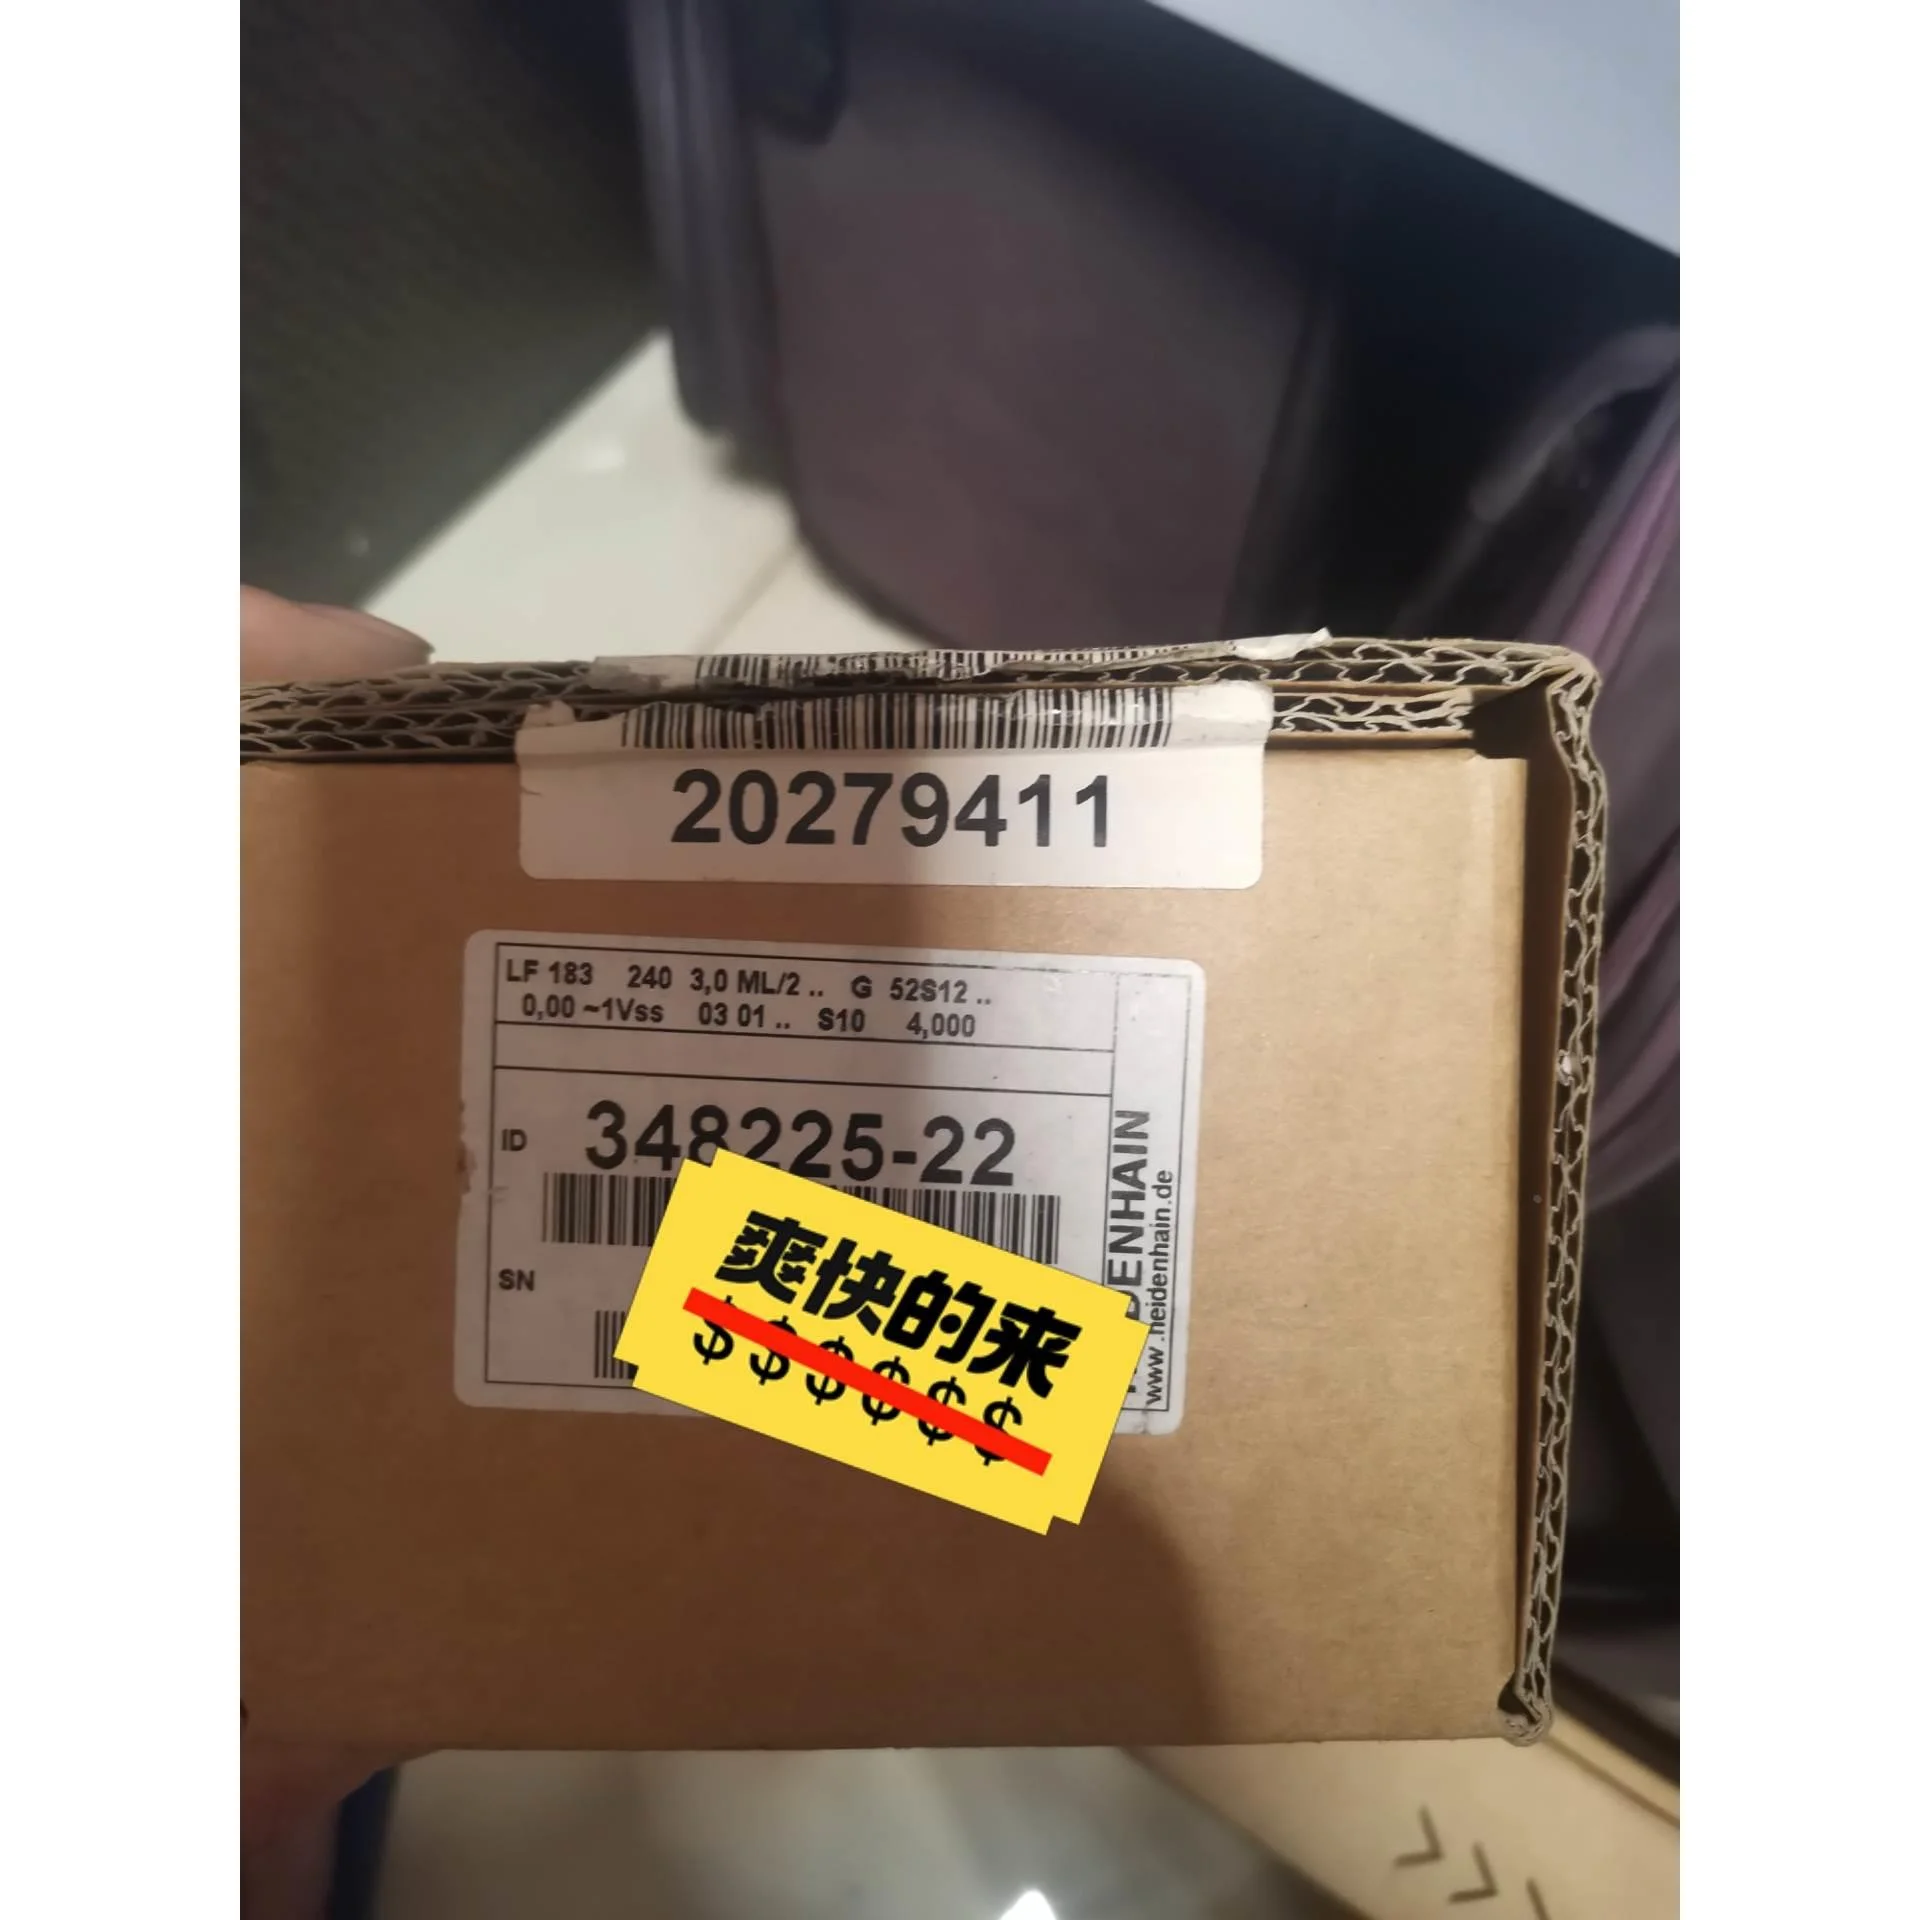 20279411
LF 183 240 3,0 ML/2 .. G 52S12 ..
0,00 ~1Vss 03 01 .. S10 4,000
ID 348225-22
SN
DENHAIN
www.heidenhain.de
爽快的来
$$$$$$